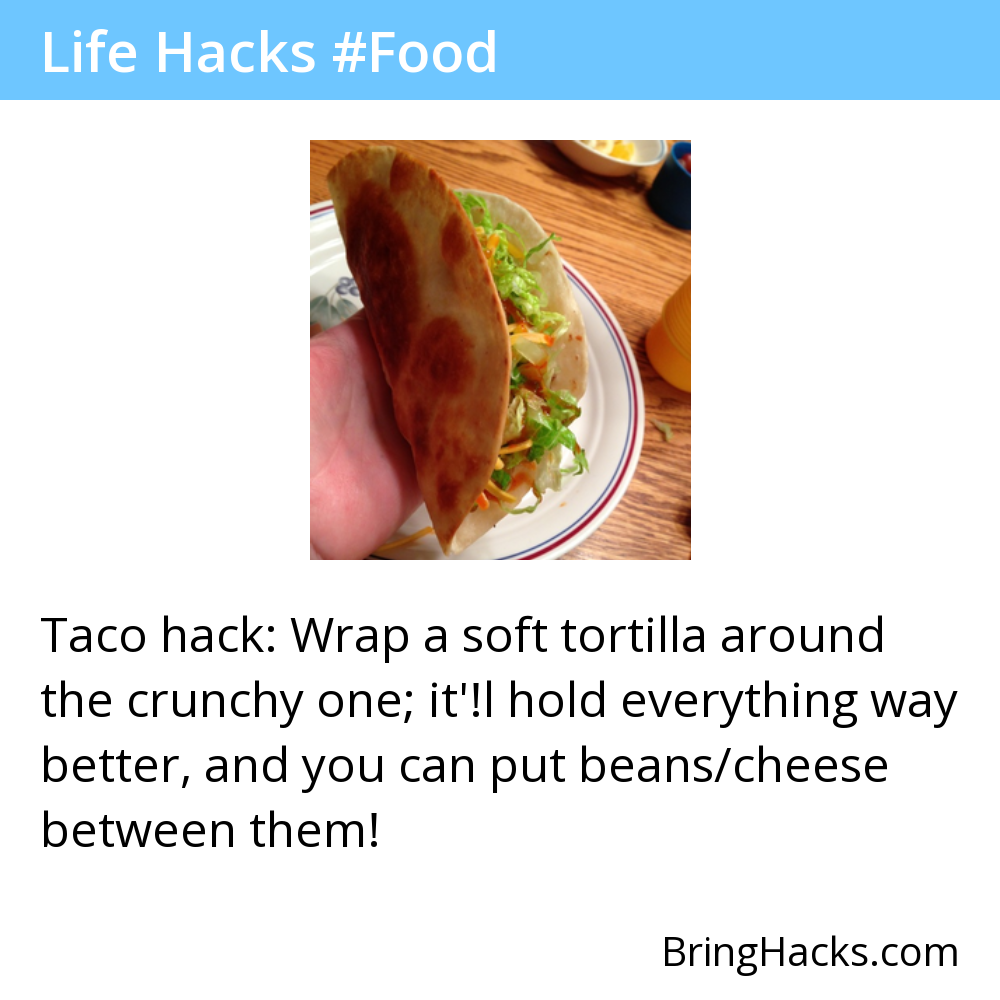 Life Hacks #Food
Taco hack: Wrap a soft tortilla around
the crunchy one; it'!l hold everything way
better, and you can put beans/cheese
between them!
BringHacks.com